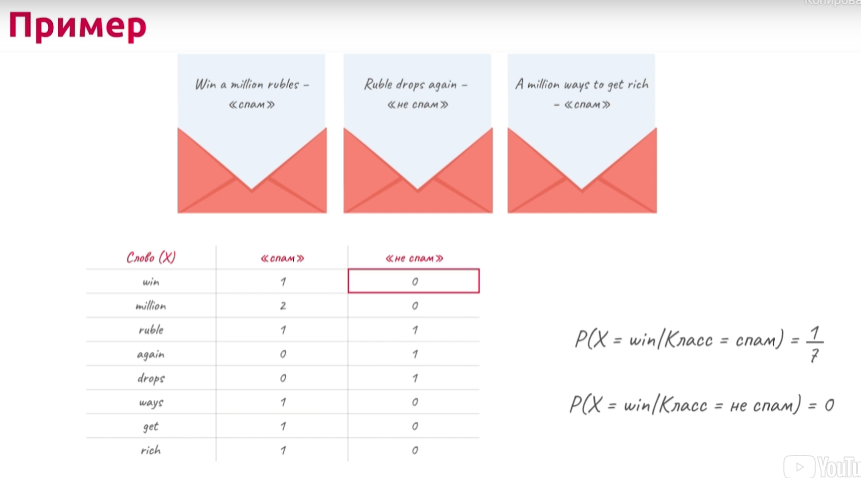 Пример
Win a million rubles –
«спам»
Ruble drops again –
«не спам»
A million ways to get rich
– «спам»
Слово (X) «спам» «не спам»
win 1 0
million 2 0
ruble 1 1
again 0 1
drops 0 1
ways 1 0
get 1 0
rich 1 0
P(X = win/Класс = спам) = 1/7
P(X = win/Класс = не спам) = 0